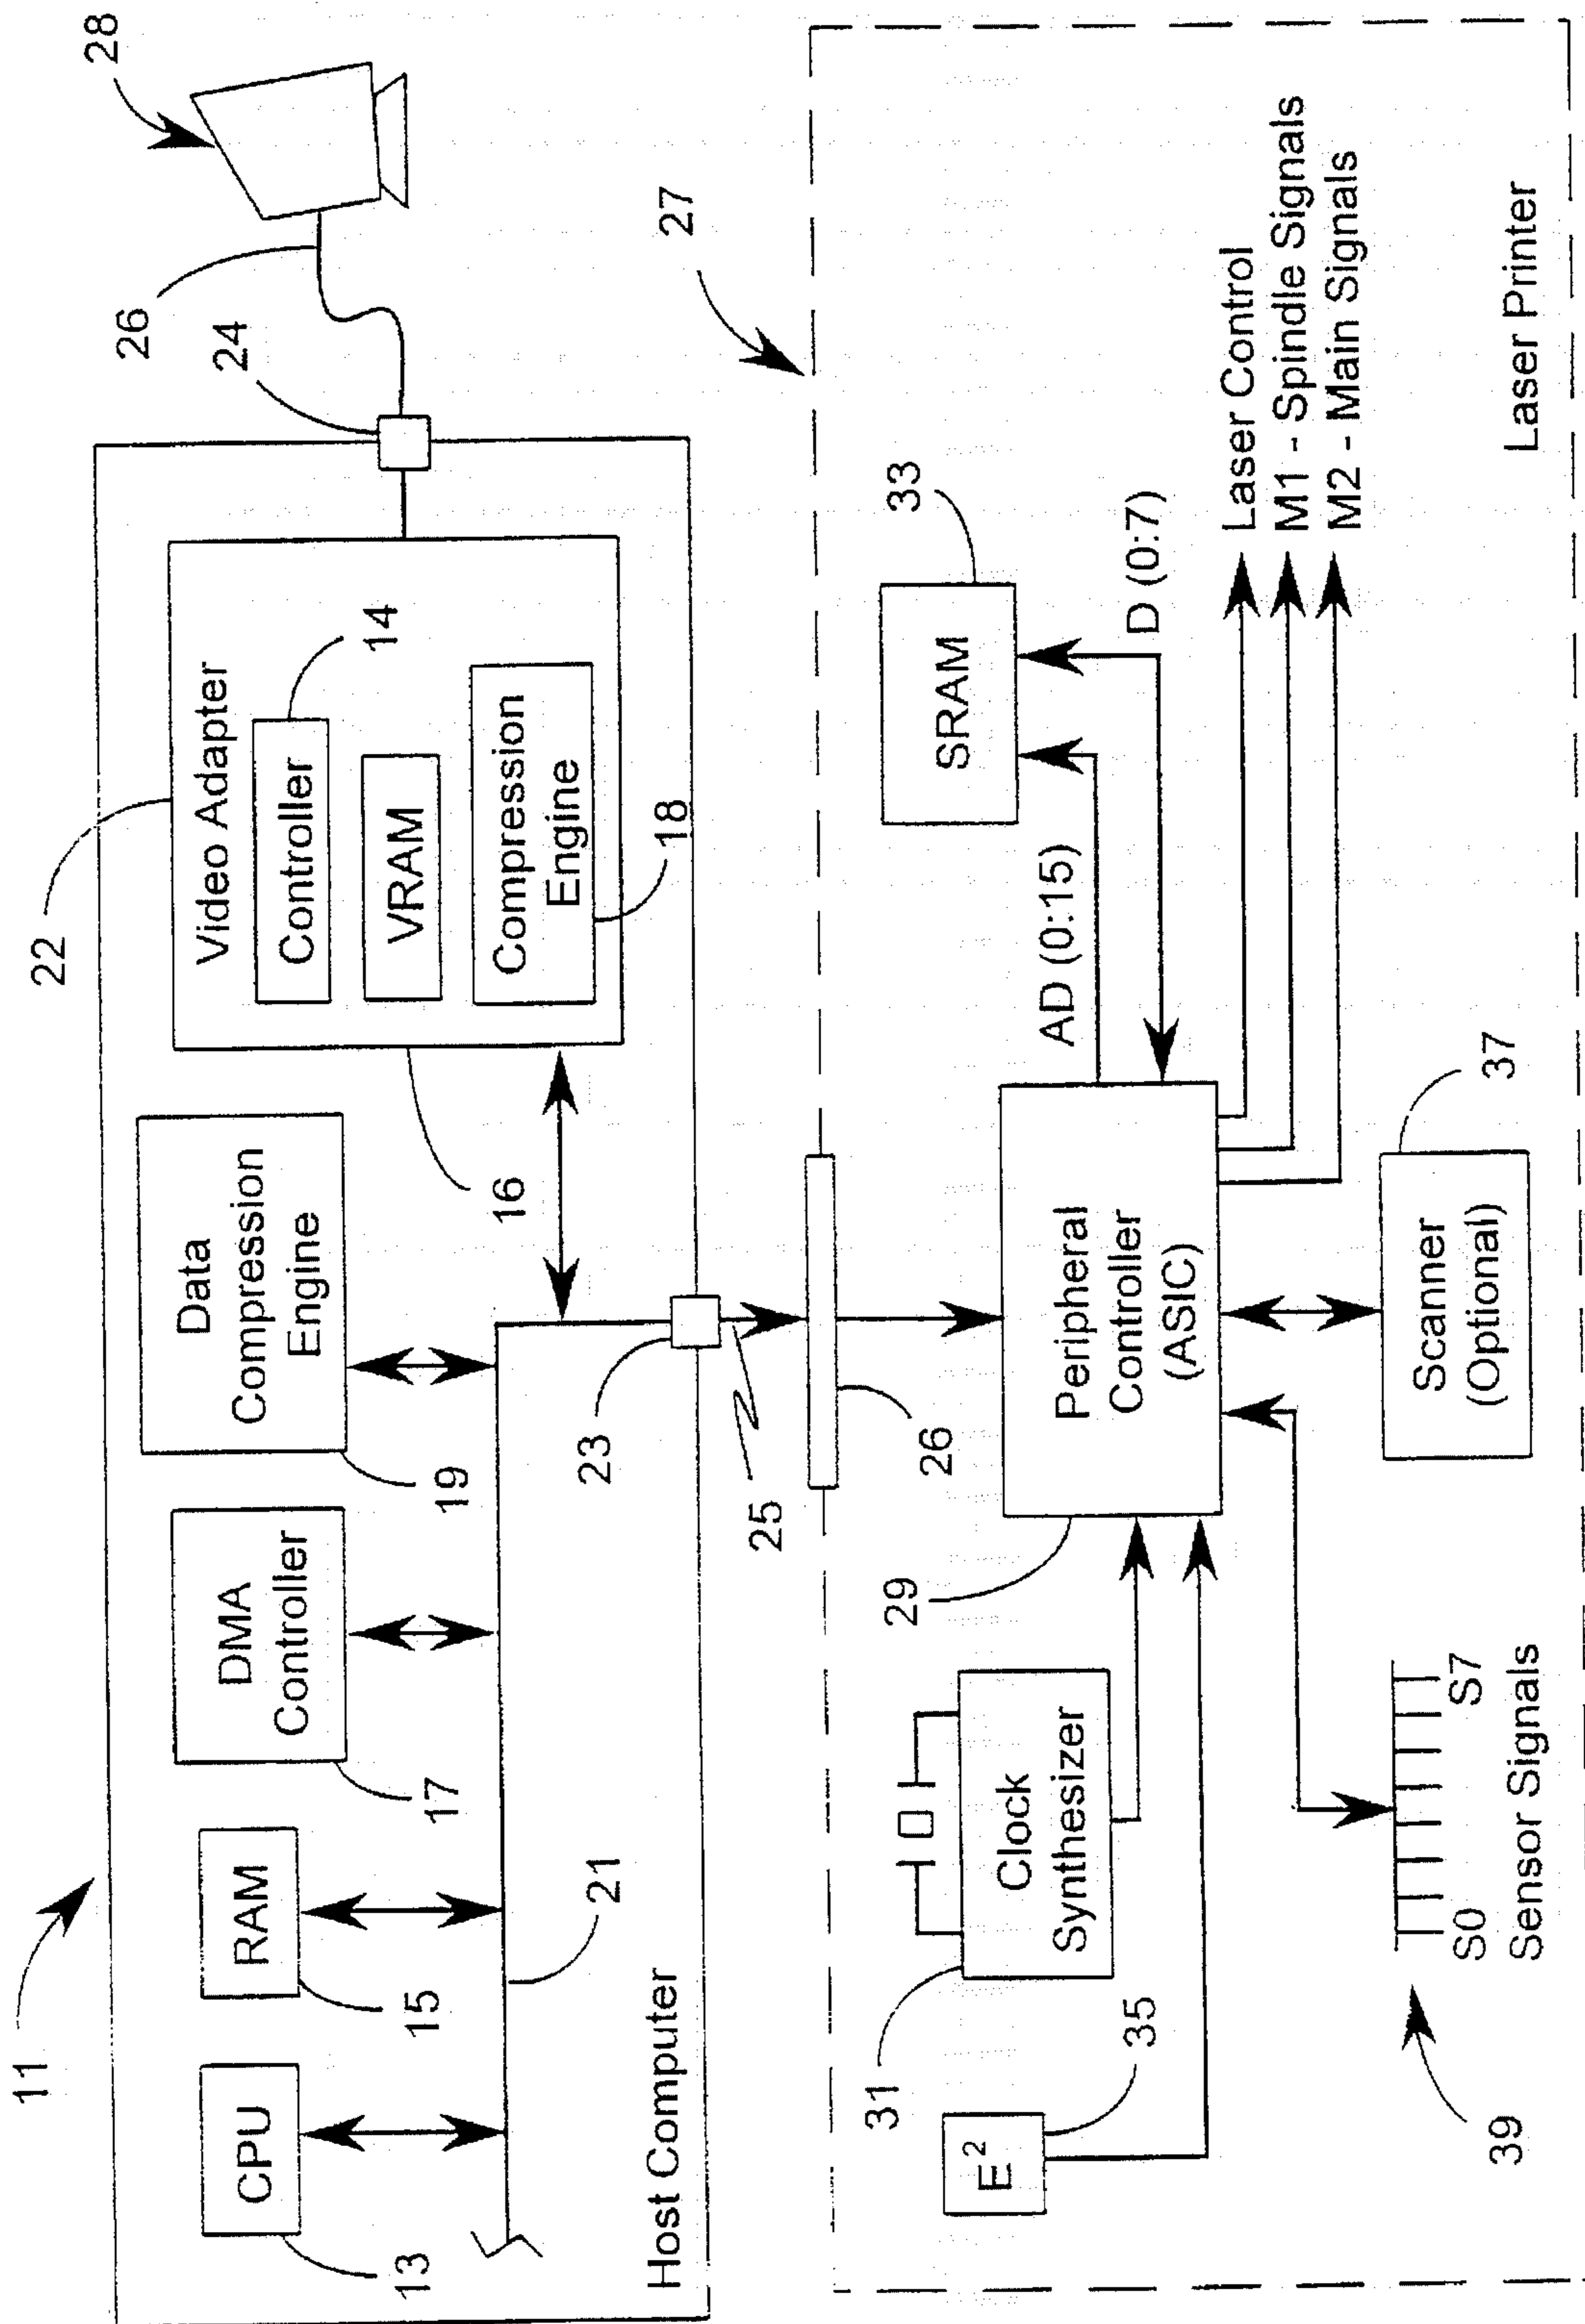 11
28
22
Video Adapter
Controller
14
VRAM
Compression
Engine
18
16
24
26
Data
Compression
Engine
19
DMA
Controller
17
RAM
15
CPU
13
21
23
25
Host Computer
27
26
33
SRAM
AD (0:15)
D (0:7)
Peripheral
Controller
(ASIC)
29
Clock
Synthesizer
31
E²
35
Laser Control
M1 - Spindle Signals
M2 - Main Signals
37
Scanner
(Optional)
S0
S7
Sensor Signals
39
Laser Printer